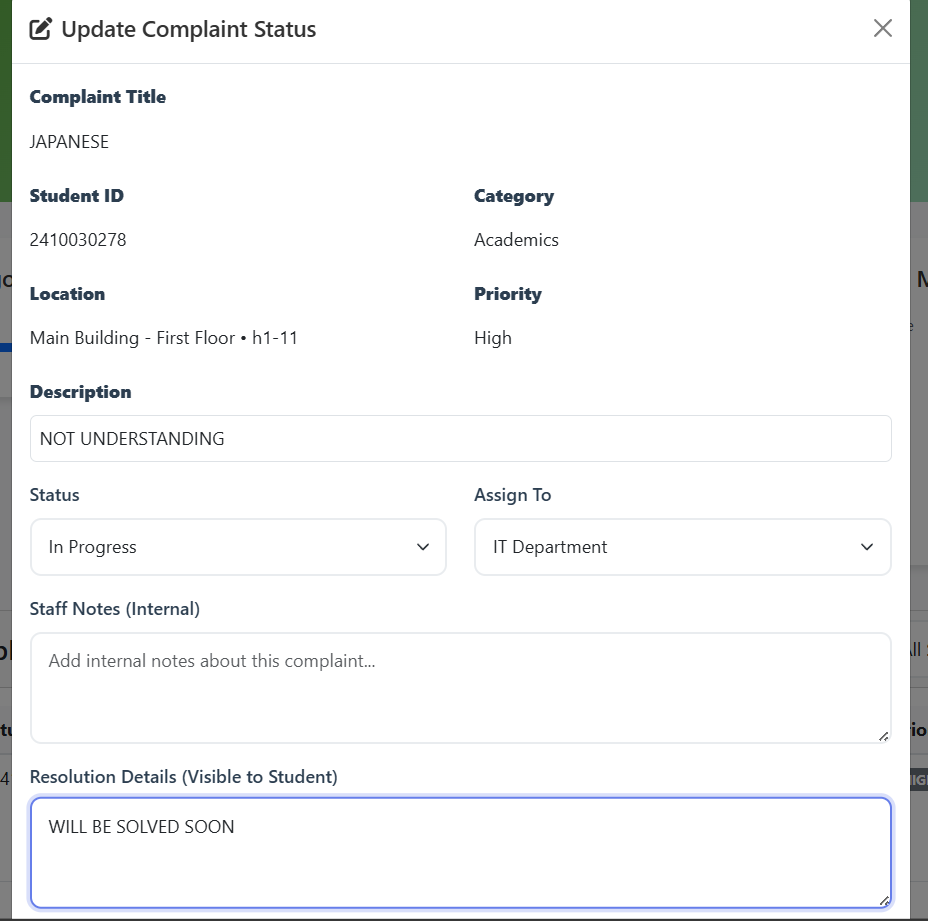 Update Complaint Status
Complaint Title
JAPANESE
Student ID
Category
2410030278
Academics
Location
Priority
Main Building - First Floor • h1-11
High
Description
NOT UNDERSTANDING
Status
Assign To
In Progress
IT Department
Staff Notes (Internal)
Add internal notes about this complaint...
Resolution Details (Visible to Student)
WILL BE SOLVED SOON